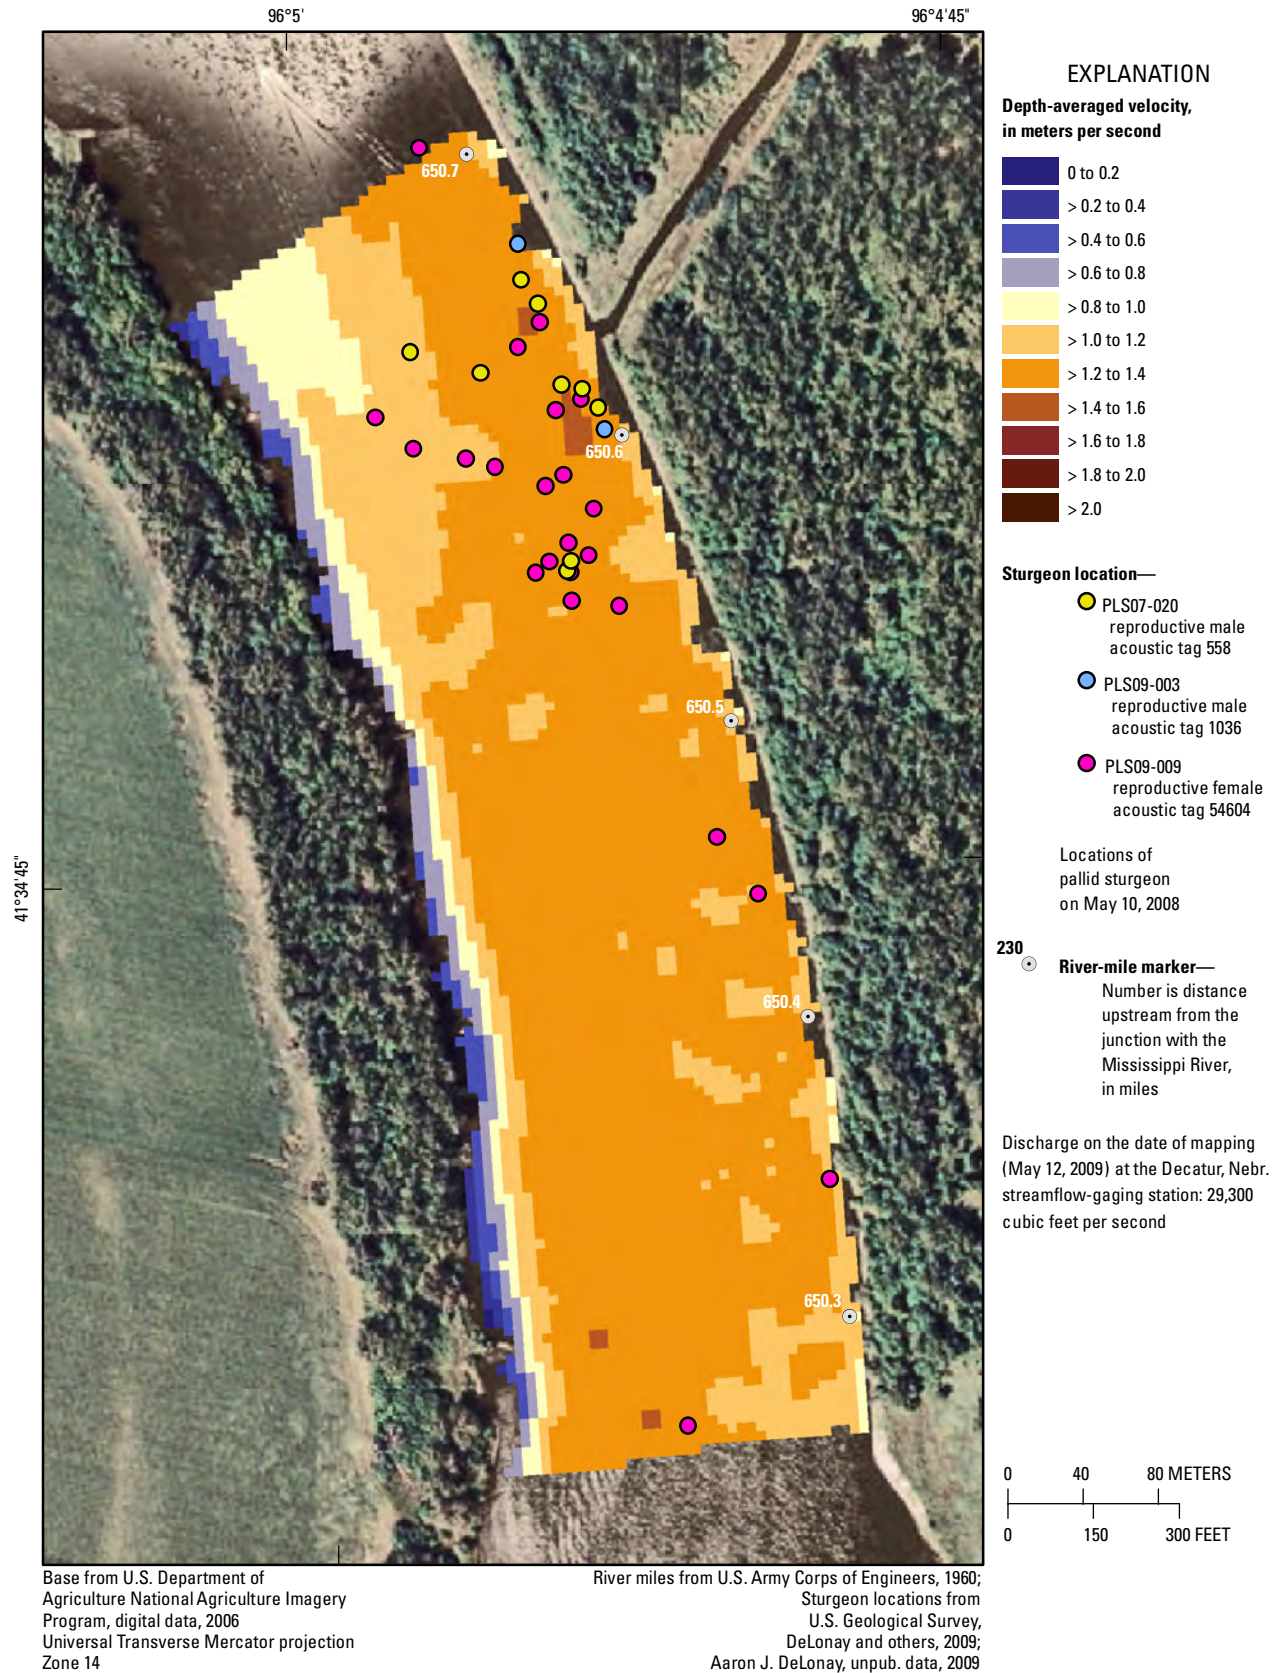 96°5'
96°4'45"
41°34'45"
650.7
650.6
650.5
650.4
650.3
EXPLANATION
Depth-averaged velocity,
in meters per second
0 to 0.2
> 0.2 to 0.4
> 0.4 to 0.6
> 0.6 to 0.8
> 0.8 to 1.0
> 1.0 to 1.2
> 1.2 to 1.4
> 1.4 to 1.6
> 1.6 to 1.8
> 1.8 to 2.0
> 2.0
Sturgeon location—
PLS07-020
reproductive male
acoustic tag 558
PLS09-003
reproductive male
acoustic tag 1036
PLS09-009
reproductive female
acoustic tag 54604
Locations of
pallid sturgeon
on May 10, 2008
230
River-mile marker—
Number is distance
upstream from the
junction with the
Mississippi River,
in miles
Discharge on the date of mapping
(May 12, 2009) at the Decatur, Nebr.
streamflow-gaging station: 29,300
cubic feet per second
0 40 80 METERS
0 150 300 FEET
Base from U.S. Department of
Agriculture National Agriculture Imagery
Program, digital data, 2006
Universal Transverse Mercator projection
Zone 14
River miles from U.S. Army Corps of Engineers, 1960;
Sturgeon locations from
U.S. Geological Survey,
DeLonay and others, 2009;
Aaron J. DeLonay, unpub. data, 2009